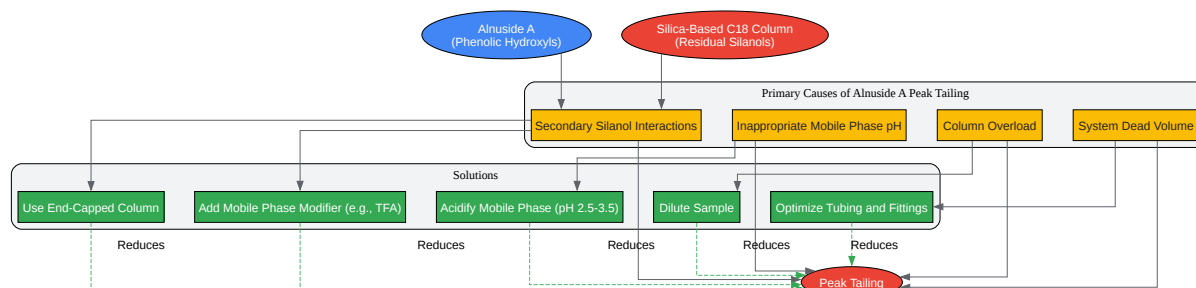 Alnuside A
(Phenolic Hydroxyls)
Silica-Based C18 Column
(Residual Silanols)
Primary Causes of Alnuside A Peak Tailing
Secondary Silanol Interactions
Inappropriate Mobile Phase pH
Column Overload
System Dead Volume
Solutions
Use End-Capped Column
Add Mobile Phase Modifier (e.g., TFA)
Acidify Mobile Phase (pH 2.5-3.5)
Dilute Sample
Optimize Tubing and Fittings
Reduces
Reduces
Reduces
Reduces
Reduces
Peak Tailing